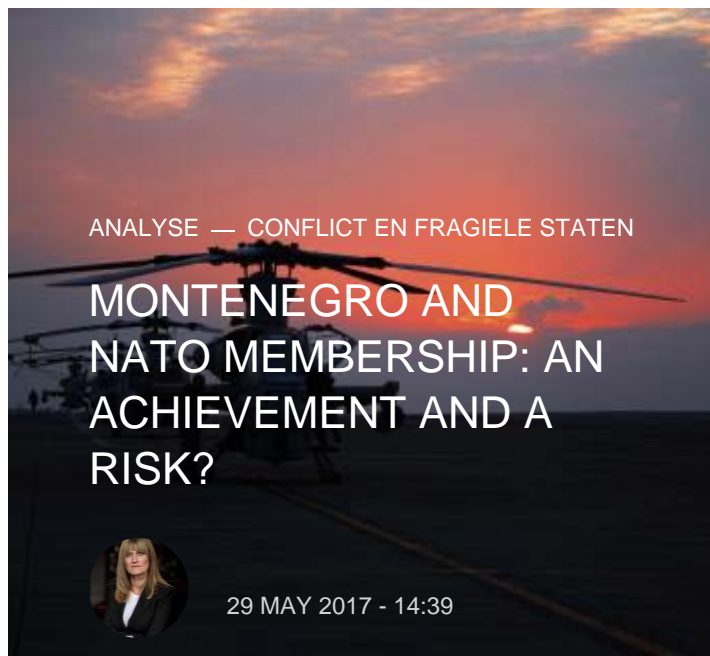 ANALYSE — CONFLICT EN FRAGIELE STATEN
MONTENEGRO AND
NATO MEMBERSHIP: AN
ACHIEVEMENT AND A
RISK?
29 MAY 2017 - 14:39